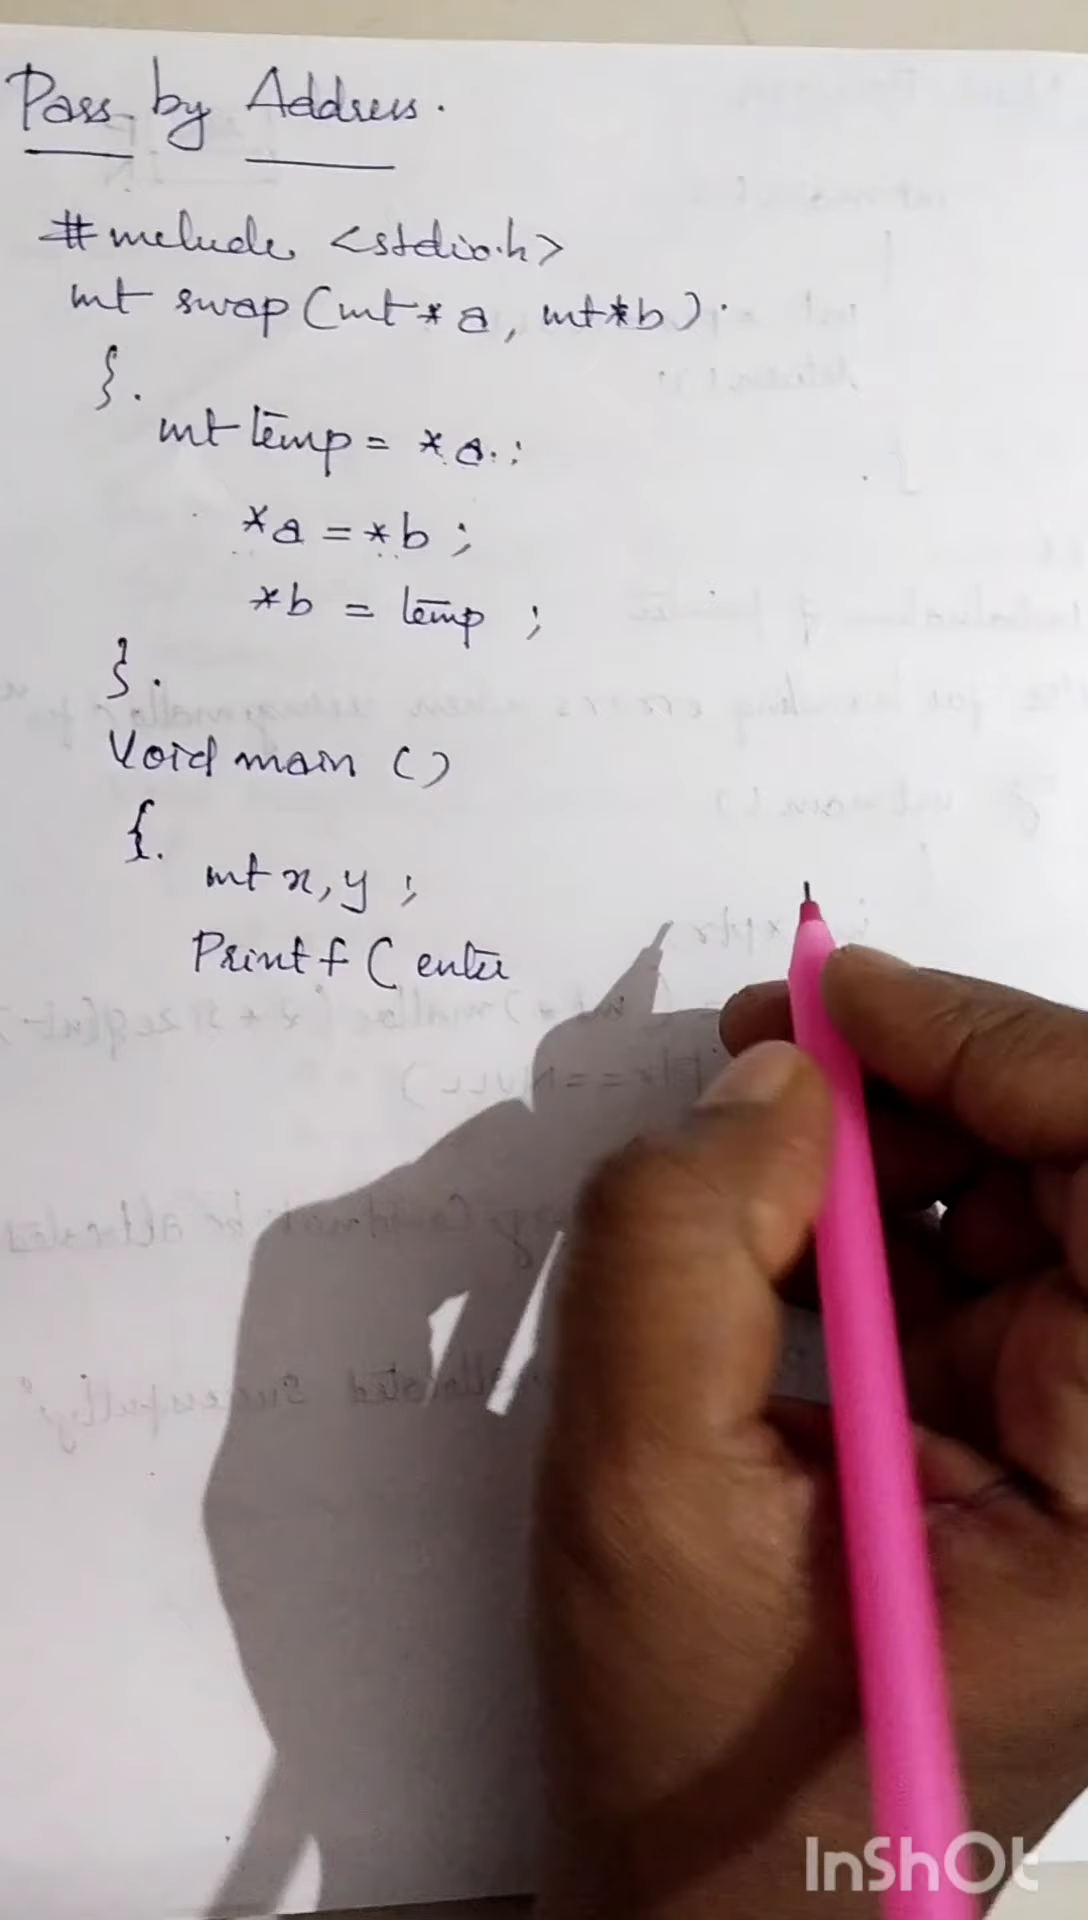 Pass by Address.
#include <stdio.h>
int swap (int *a, int *b).
}.
int temp = *a.;
*a = *b ;
*b = temp ;
}.
Void main ()
{.
int x, y ;
Printf ( enter
InShOt